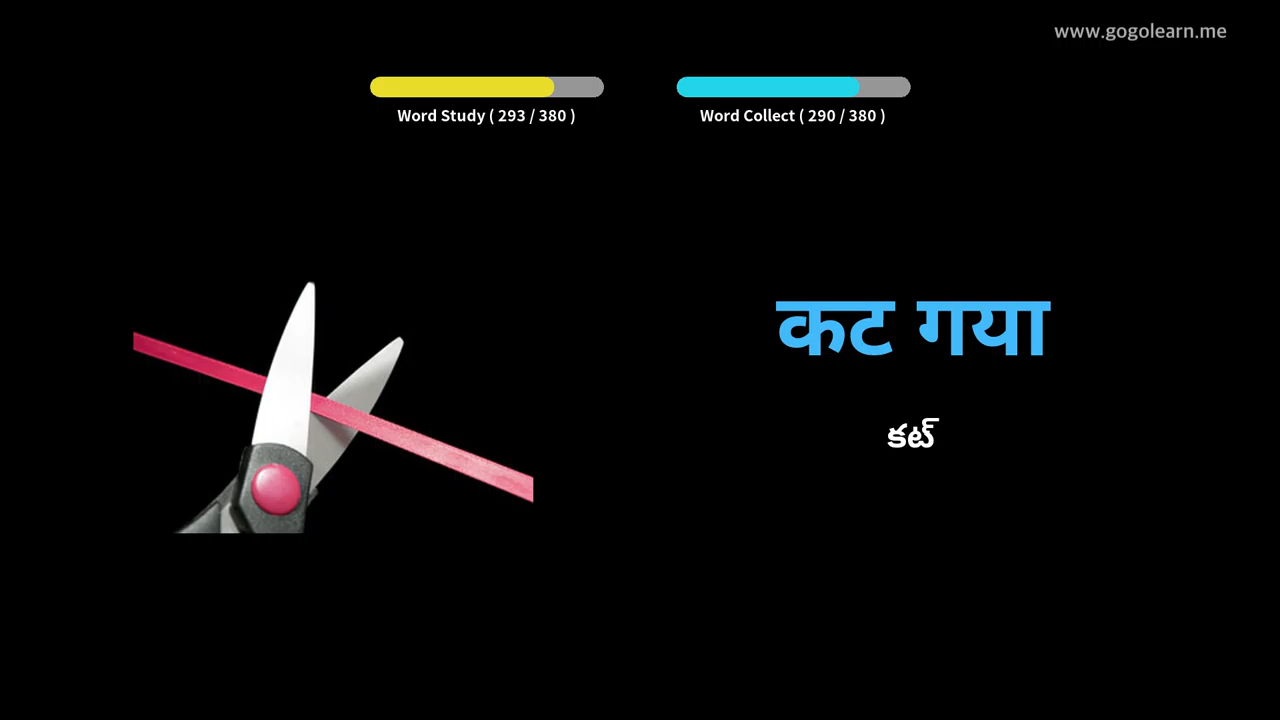 www.gogolearn.me
Word Study ( 293 / 380 )
Word Collect ( 290 / 380 )
कट गया
కట్